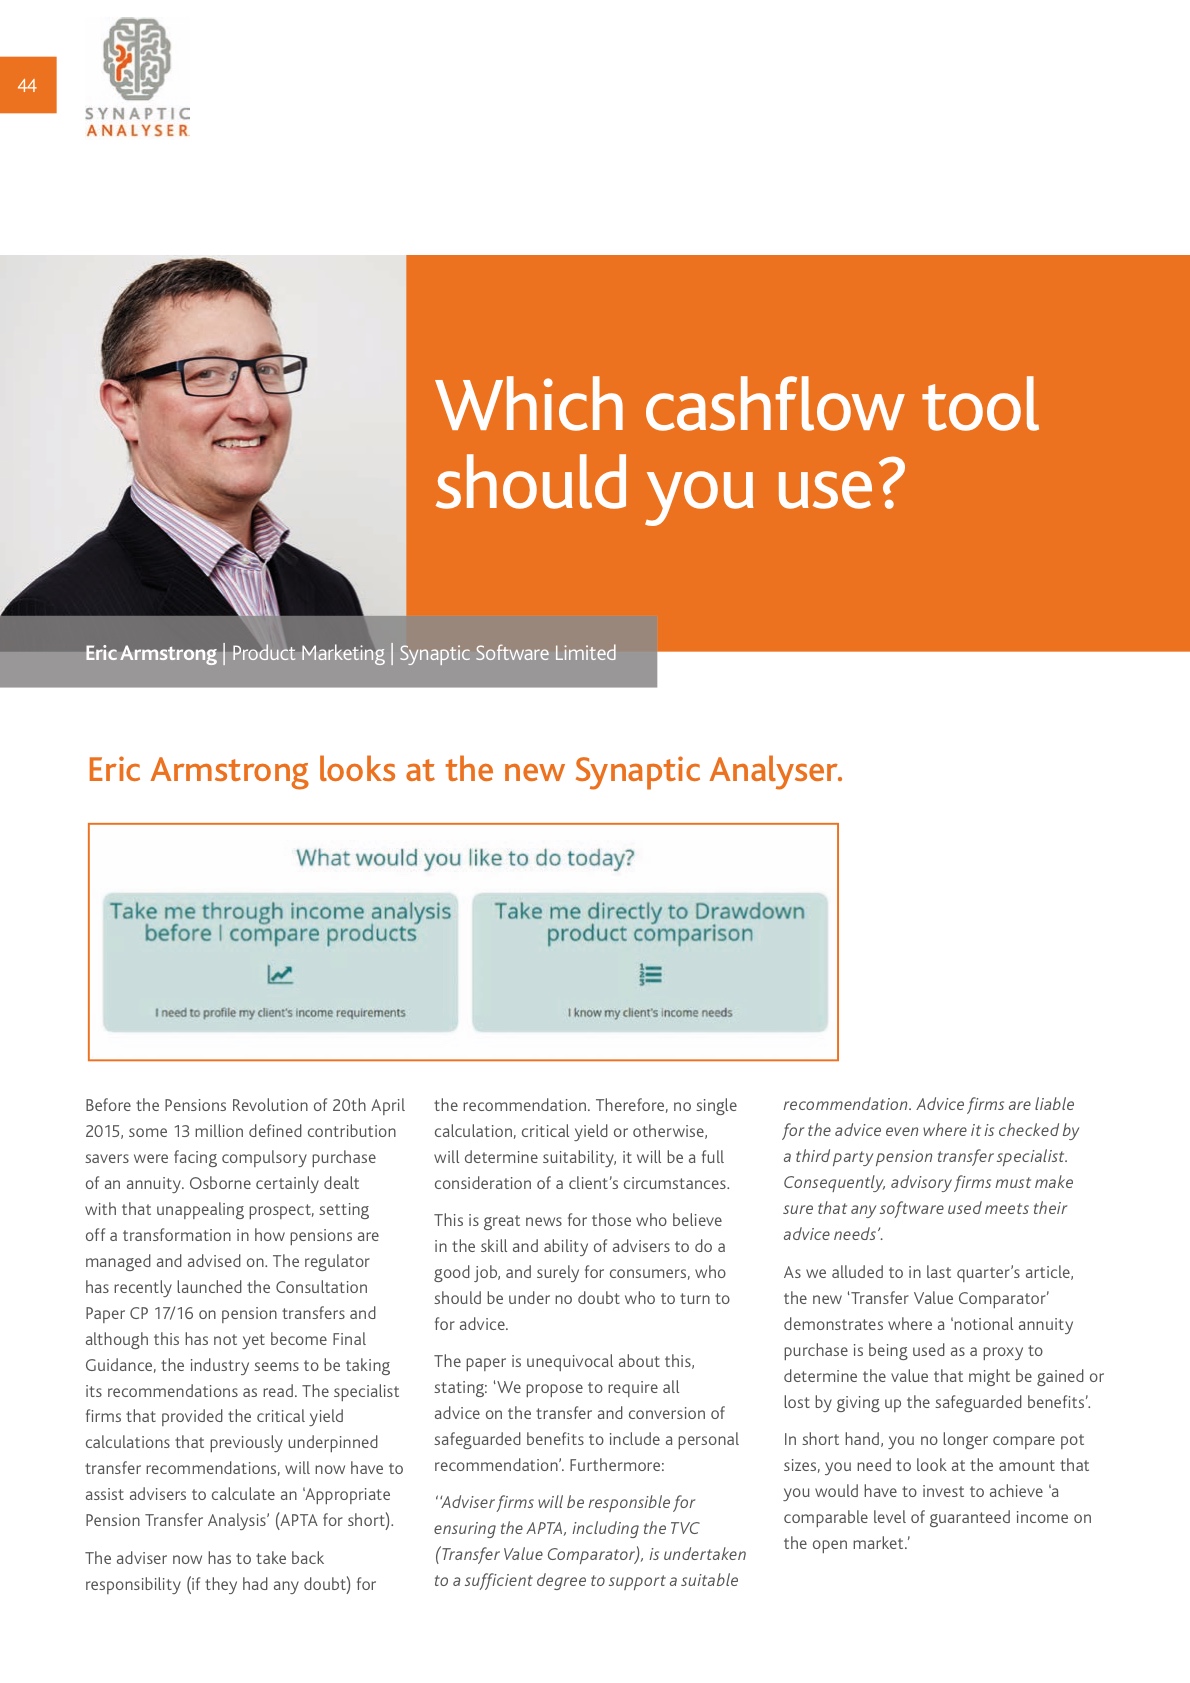 44
SYNAPTIC
ANALYSER
Which cashflow tool
should you use?
Eric Armstrong | Product Marketing | Synaptic Software Limited
Eric Armstrong looks at the new Synaptic Analyser.
What would you like to do today?
Take me through income analysis
before I compare products
I need to profile my client's income requirements
Take me directly to Drawdown
product comparison
1
2
3
I know my client's income needs
Before the Pensions Revolution of 20th April
2015, some 13 million defined contribution
savers were facing compulsory purchase
of an annuity. Osborne certainly dealt
with that unappealing prospect, setting
off a transformation in how pensions are
managed and advised on. The regulator
has recently launched the Consultation
Paper CP 17/16 on pension transfers and
although this has not yet become Final
Guidance, the industry seems to be taking
its recommendations as read. The specialist
firms that provided the critical yield
calculations that previously underpinned
transfer recommendations, will now have to
assist advisers to calculate an ‘Appropriate
Pension Transfer Analysis’ (APTA for short).
The adviser now has to take back
responsibility (if they had any doubt) for
the recommendation. Therefore, no single
calculation, critical yield or otherwise,
will determine suitability, it will be a full
consideration of a client’s circumstances.
This is great news for those who believe
in the skill and ability of advisers to do a
good job, and surely for consumers, who
should be under no doubt who to turn to
for advice.
The paper is unequivocal about this,
stating: ‘We propose to require all
advice on the transfer and conversion of
safeguarded benefits to include a personal
recommendation’. Furthermore:
‘‘Adviser firms will be responsible for
ensuring the APTA, including the TVC
(Transfer Value Comparator), is undertaken
to a sufficient degree to support a suitable
recommendation. Advice firms are liable
for the advice even where it is checked by
a third party pension transfer specialist.
Consequently, advisory firms must make
sure that any software used meets their
advice needs’.
As we alluded to in last quarter’s article,
the new ‘Transfer Value Comparator’
demonstrates where a ‘notional annuity
purchase is being used as a proxy to
determine the value that might be gained or
lost by giving up the safeguarded benefits’.
In short hand, you no longer compare pot
sizes, you need to look at the amount that
you would have to invest to achieve ‘a
comparable level of guaranteed income on
the open market.’